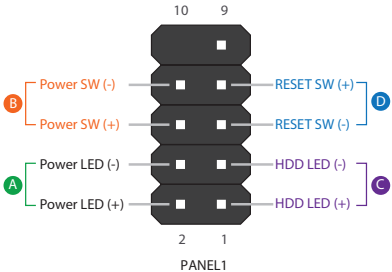 10 9
Power SW (-) RESET SW (+)
B D
Power SW (+) RESET SW (-)
Power LED (-) HDD LED (-)
A C
Power LED (+) HDD LED (+)
2 1
PANEL1